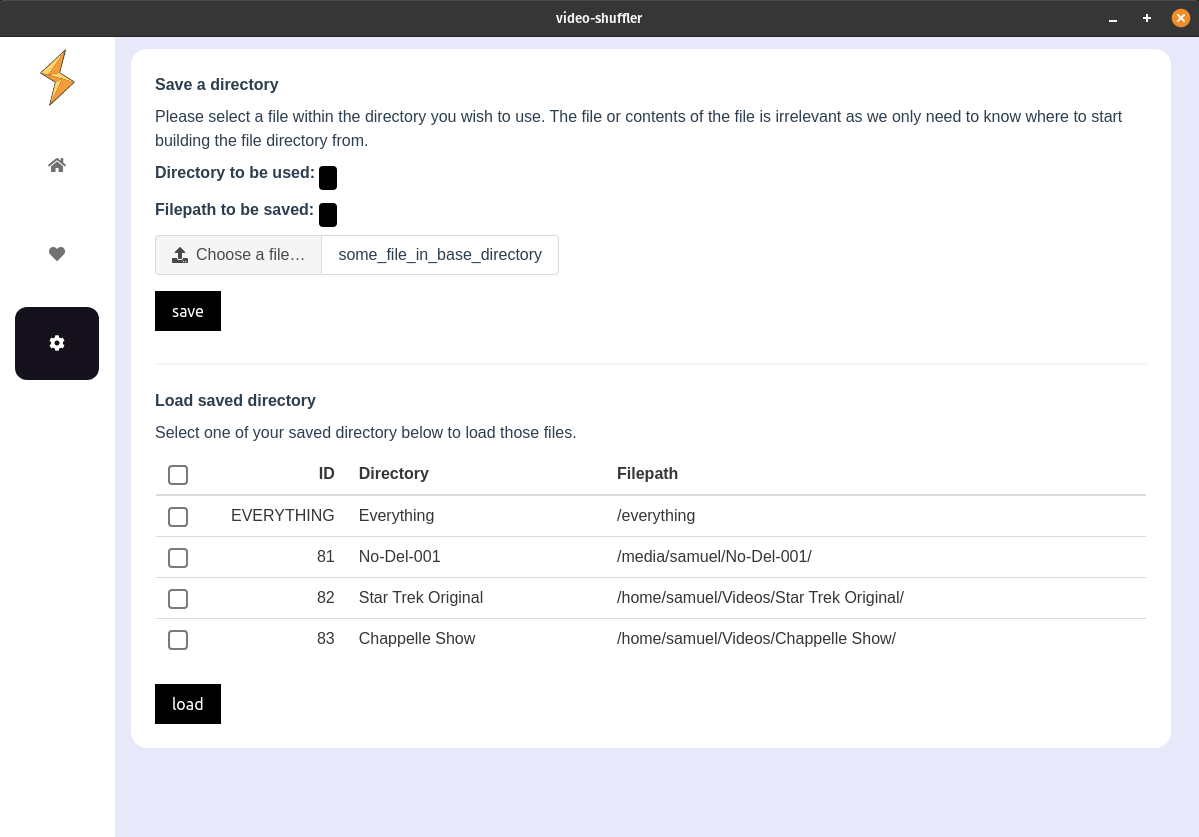 video-shuffler
Save a directory
Please select a file within the directory you wish to use. The file or contents of the file is irrelevant as we only need to know where to start
building the file directory from.
Directory to be used:
Filepath to be saved:
Choose a file… some_file_in_base_directory
save
Load saved directory
Select one of your saved directory below to load those files.
ID Directory Filepath
EVERYTHING Everything /everything
81 No-Del-001 /media/samuel/No-Del-001/
82 Star Trek Original /home/samuel/Videos/Star Trek Original/
83 Chappelle Show /home/samuel/Videos/Chappelle Show/
load